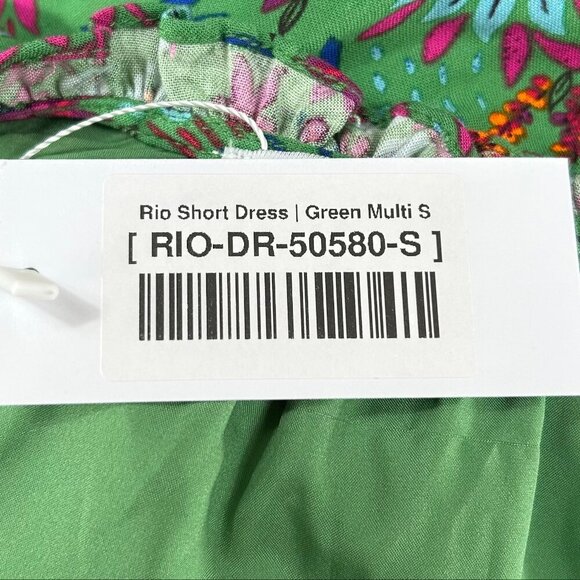 Rio Short Dress | Green Multi S
[ RIO-DR-50580-S ]